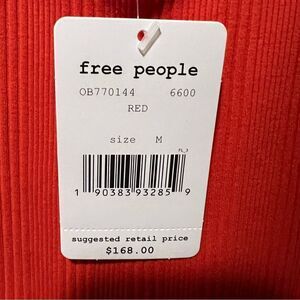 free people
OB770144 6600
RED
size M
1 90383 93285 9
suggested retail price
$168.00